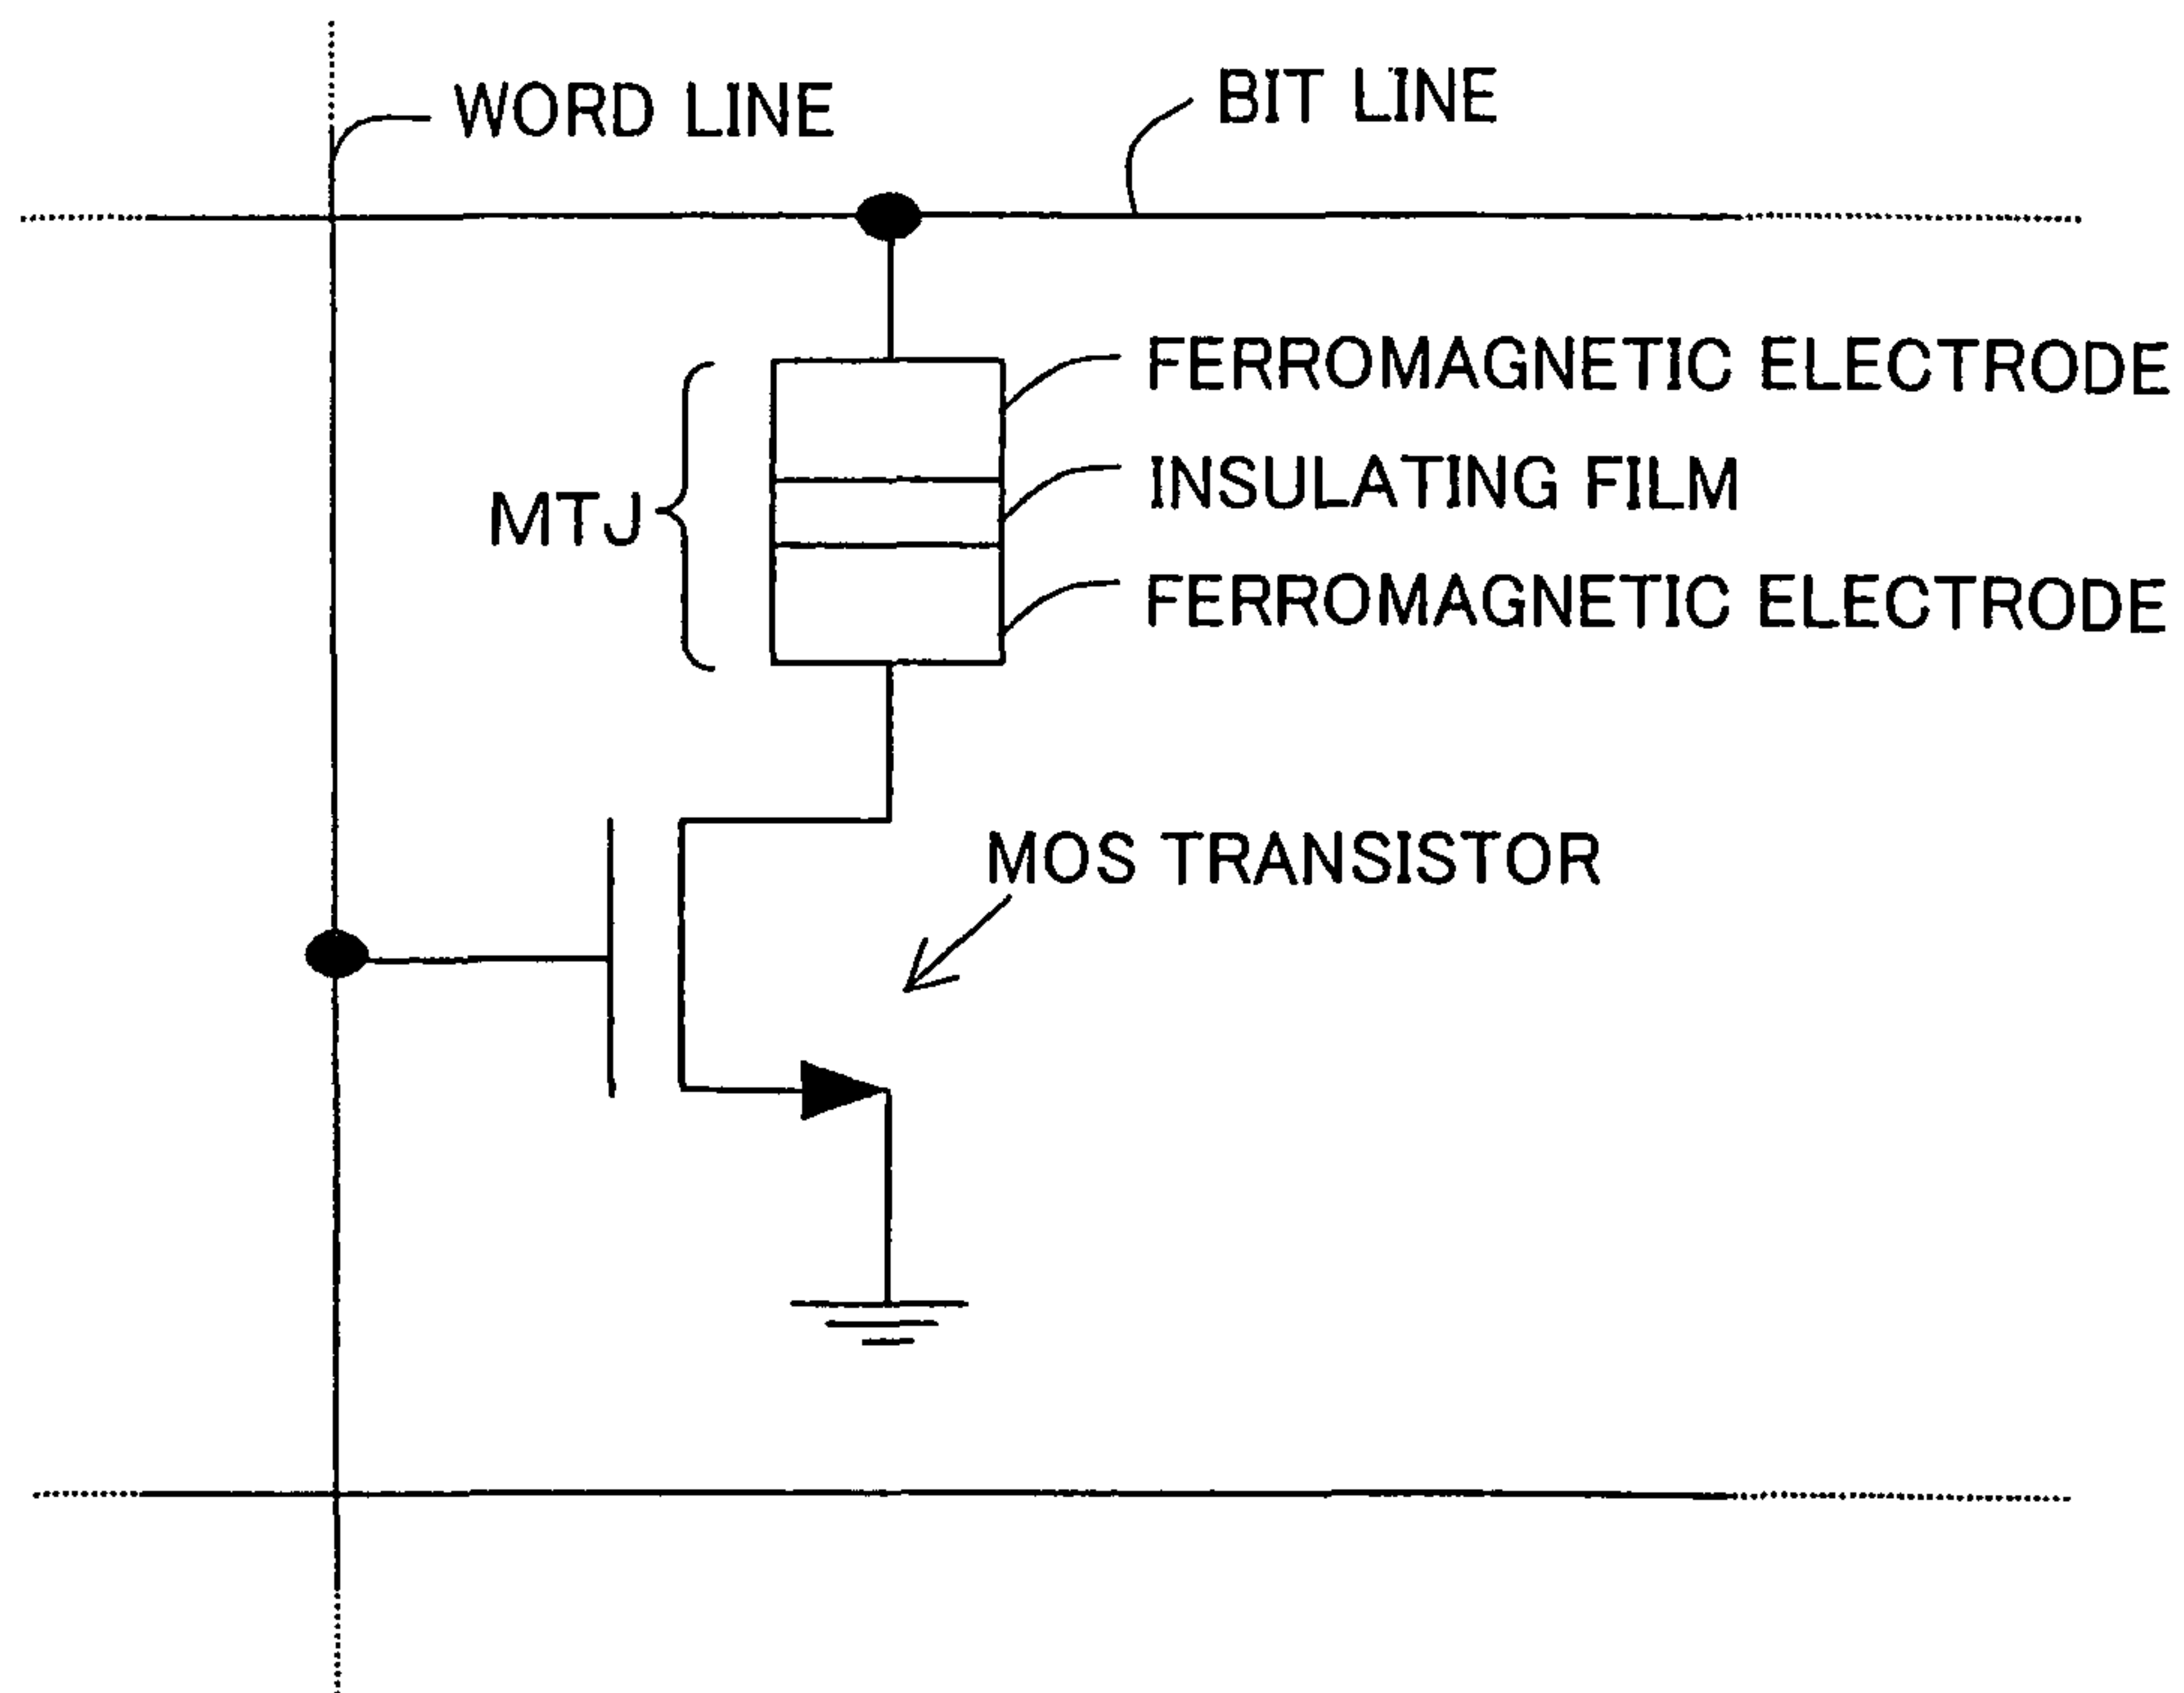 WORD LINE
BIT LINE
FERROMAGNETIC ELECTRODE
INSULATING FILM
MTJ
FERROMAGNETIC ELECTRODE
MOS TRANSISTOR